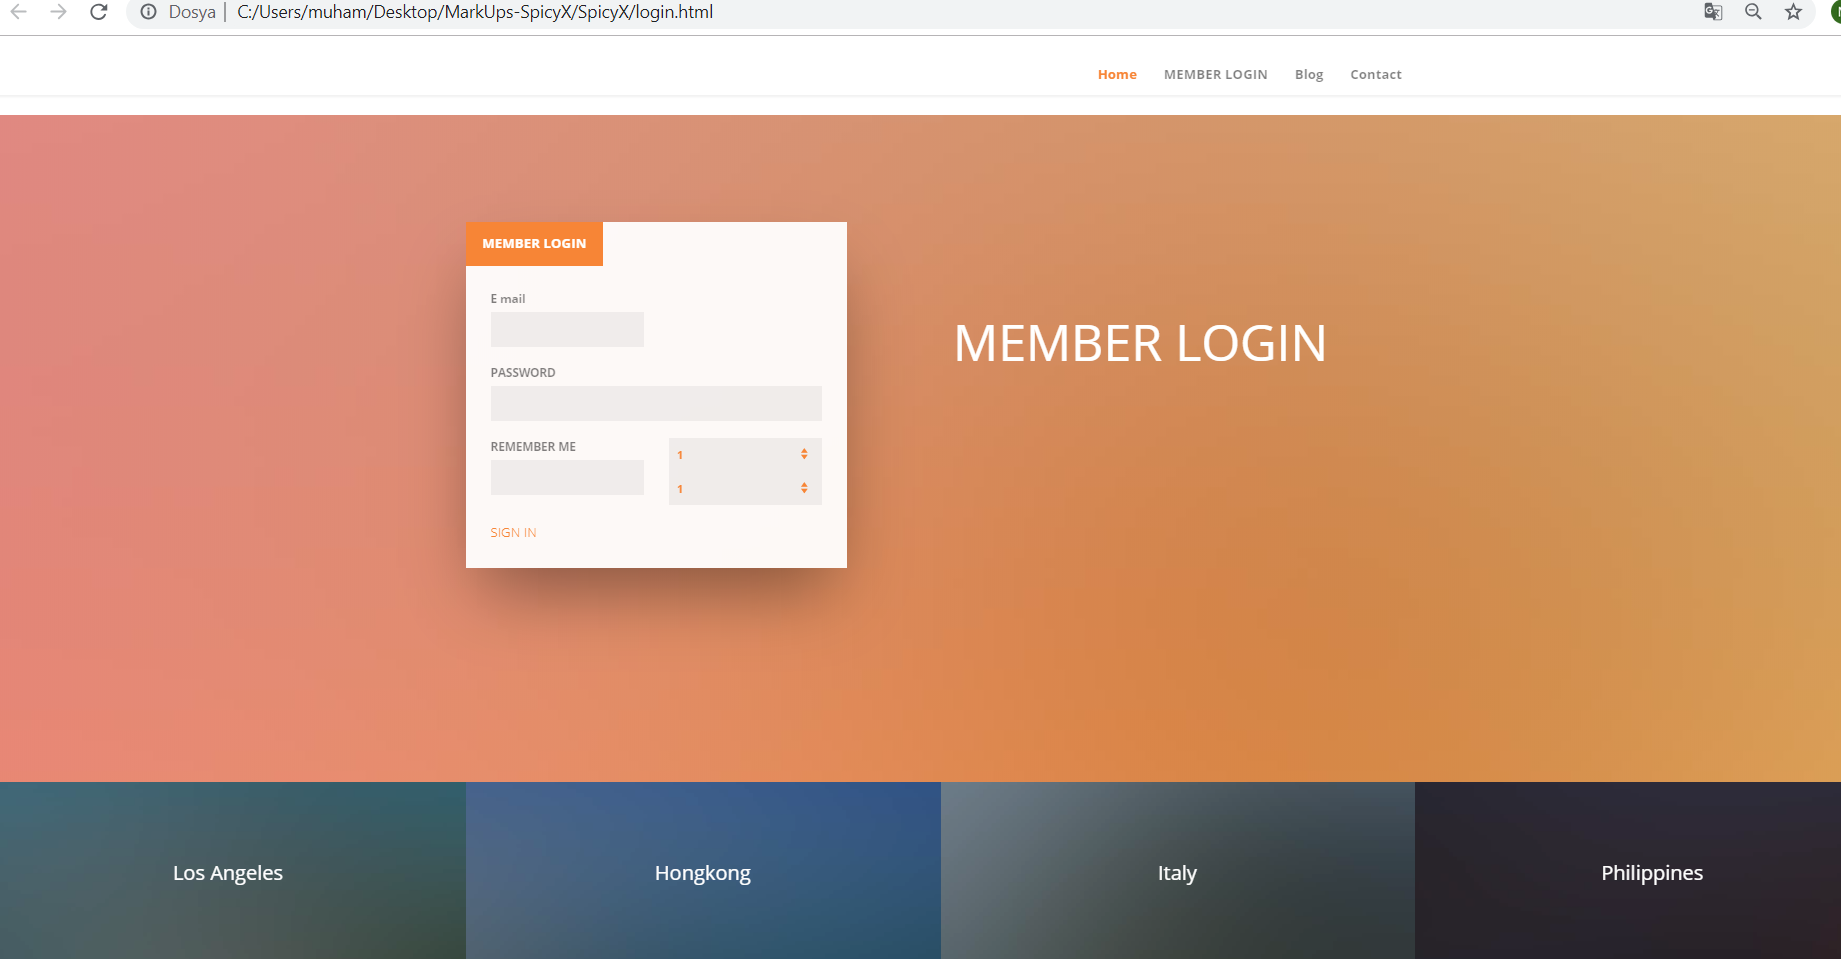 Dosya | C:/Users/muham/Desktop/MarkUps-SpicyX/SpicyX/login.html
Home MEMBER LOGIN Blog Contact
MEMBER LOGIN
E mail
MEMBER LOGIN
PASSWORD
REMEMBER ME
1
1
SIGN IN
Los Angeles Hongkong Italy Philippines